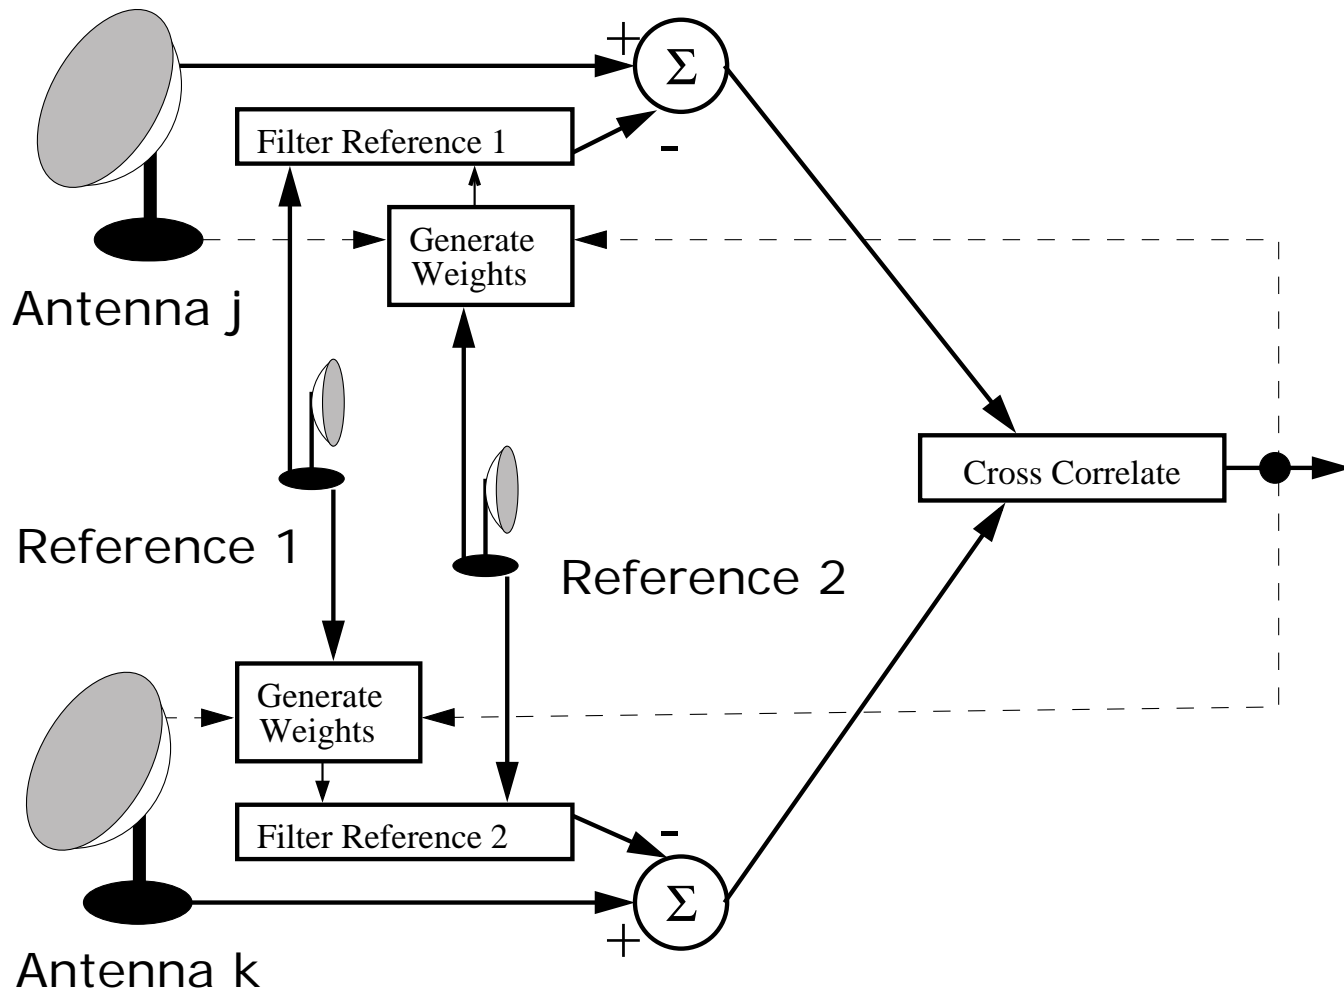 +
Σ
Filter Reference 1
-
Generate
Weights
Antenna j
Cross Correlate
Reference 1
Reference 2
Generate
Weights
-
Filter Reference 2
Σ
+
Antenna k